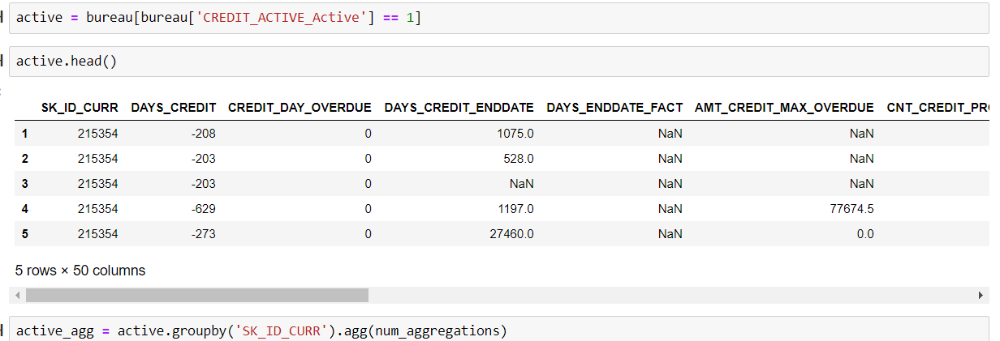 active = bureau[bureau['CREDIT_ACTIVE_Active'] == 1]
active.head()
SK_ID_CURR DAYS_CREDIT CREDIT_DAY_OVERDUE DAYS_CREDIT_ENDDATE DAYS_ENDDATE_FACT AMT_CREDIT_MAX_OVERDUE CNT_CREDIT_PRO
1 215354 -208 0 1075.0 NaN NaN
2 215354 -203 0 528.0 NaN NaN
3 215354 -203 0 NaN NaN NaN
4 215354 -629 0 1197.0 NaN 77674.5
5 215354 -273 0 27460.0 NaN 0.0
5 rows × 50 columns
active_agg = active.groupby('SK_ID_CURR').agg(num_aggregations)